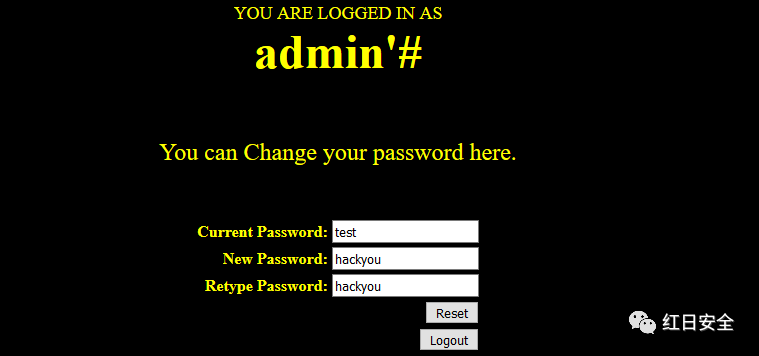 YOU ARE LOGGED IN AS
admin'#
You can Change your password here.
Current Password: test
New Password: hackyou
Retype Password: hackyou
Reset
Logout
红日安全